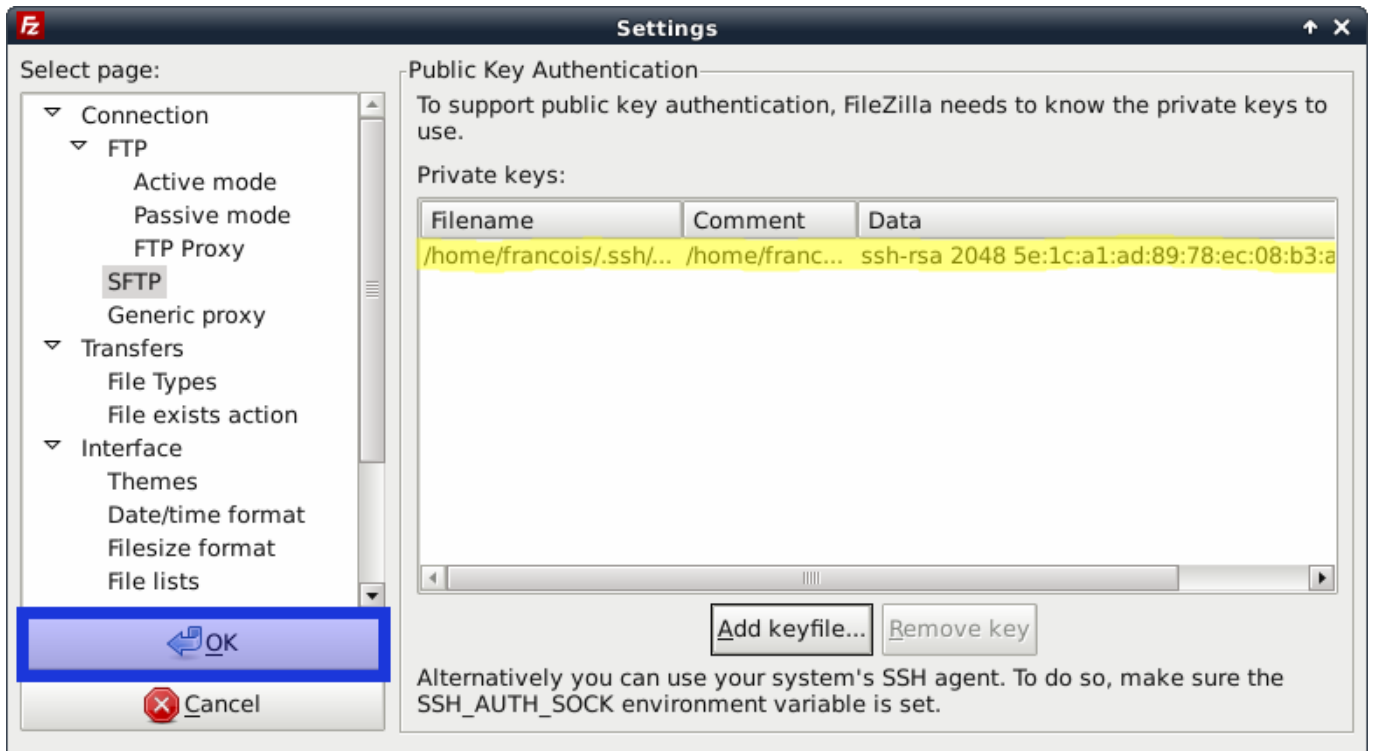 Fz
Settings
Select page:
Connection
FTP
Active mode
Passive mode
FTP Proxy
SFTP
Generic proxy
Transfers
File Types
File exists action
Interface
Themes
Date/time format
Filesize format
File lists
OK
Cancel
Public Key Authentication
To support public key authentication, FileZilla needs to know the private keys to
use.
Private keys:
Filename Comment Data
/home/francois/.ssh/... /home/franc... ssh-rsa 2048 5e:1c:a1:ad:89:78:ec:08:b3:a
Add keyfile... Remove key
Alternatively you can use your system's SSH agent. To do so, make sure the
SSH_AUTH_SOCK environment variable is set.